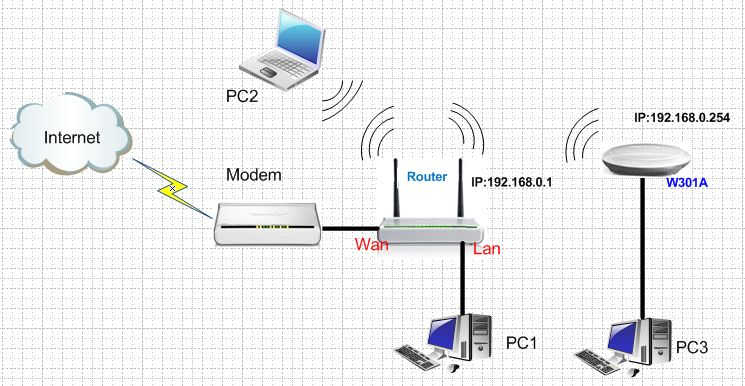 PC2
IP:192.168.0.254
Internet
Modem
Router
IP:192.168.0.1
W301A
Wan
Lan
PC1
PC3